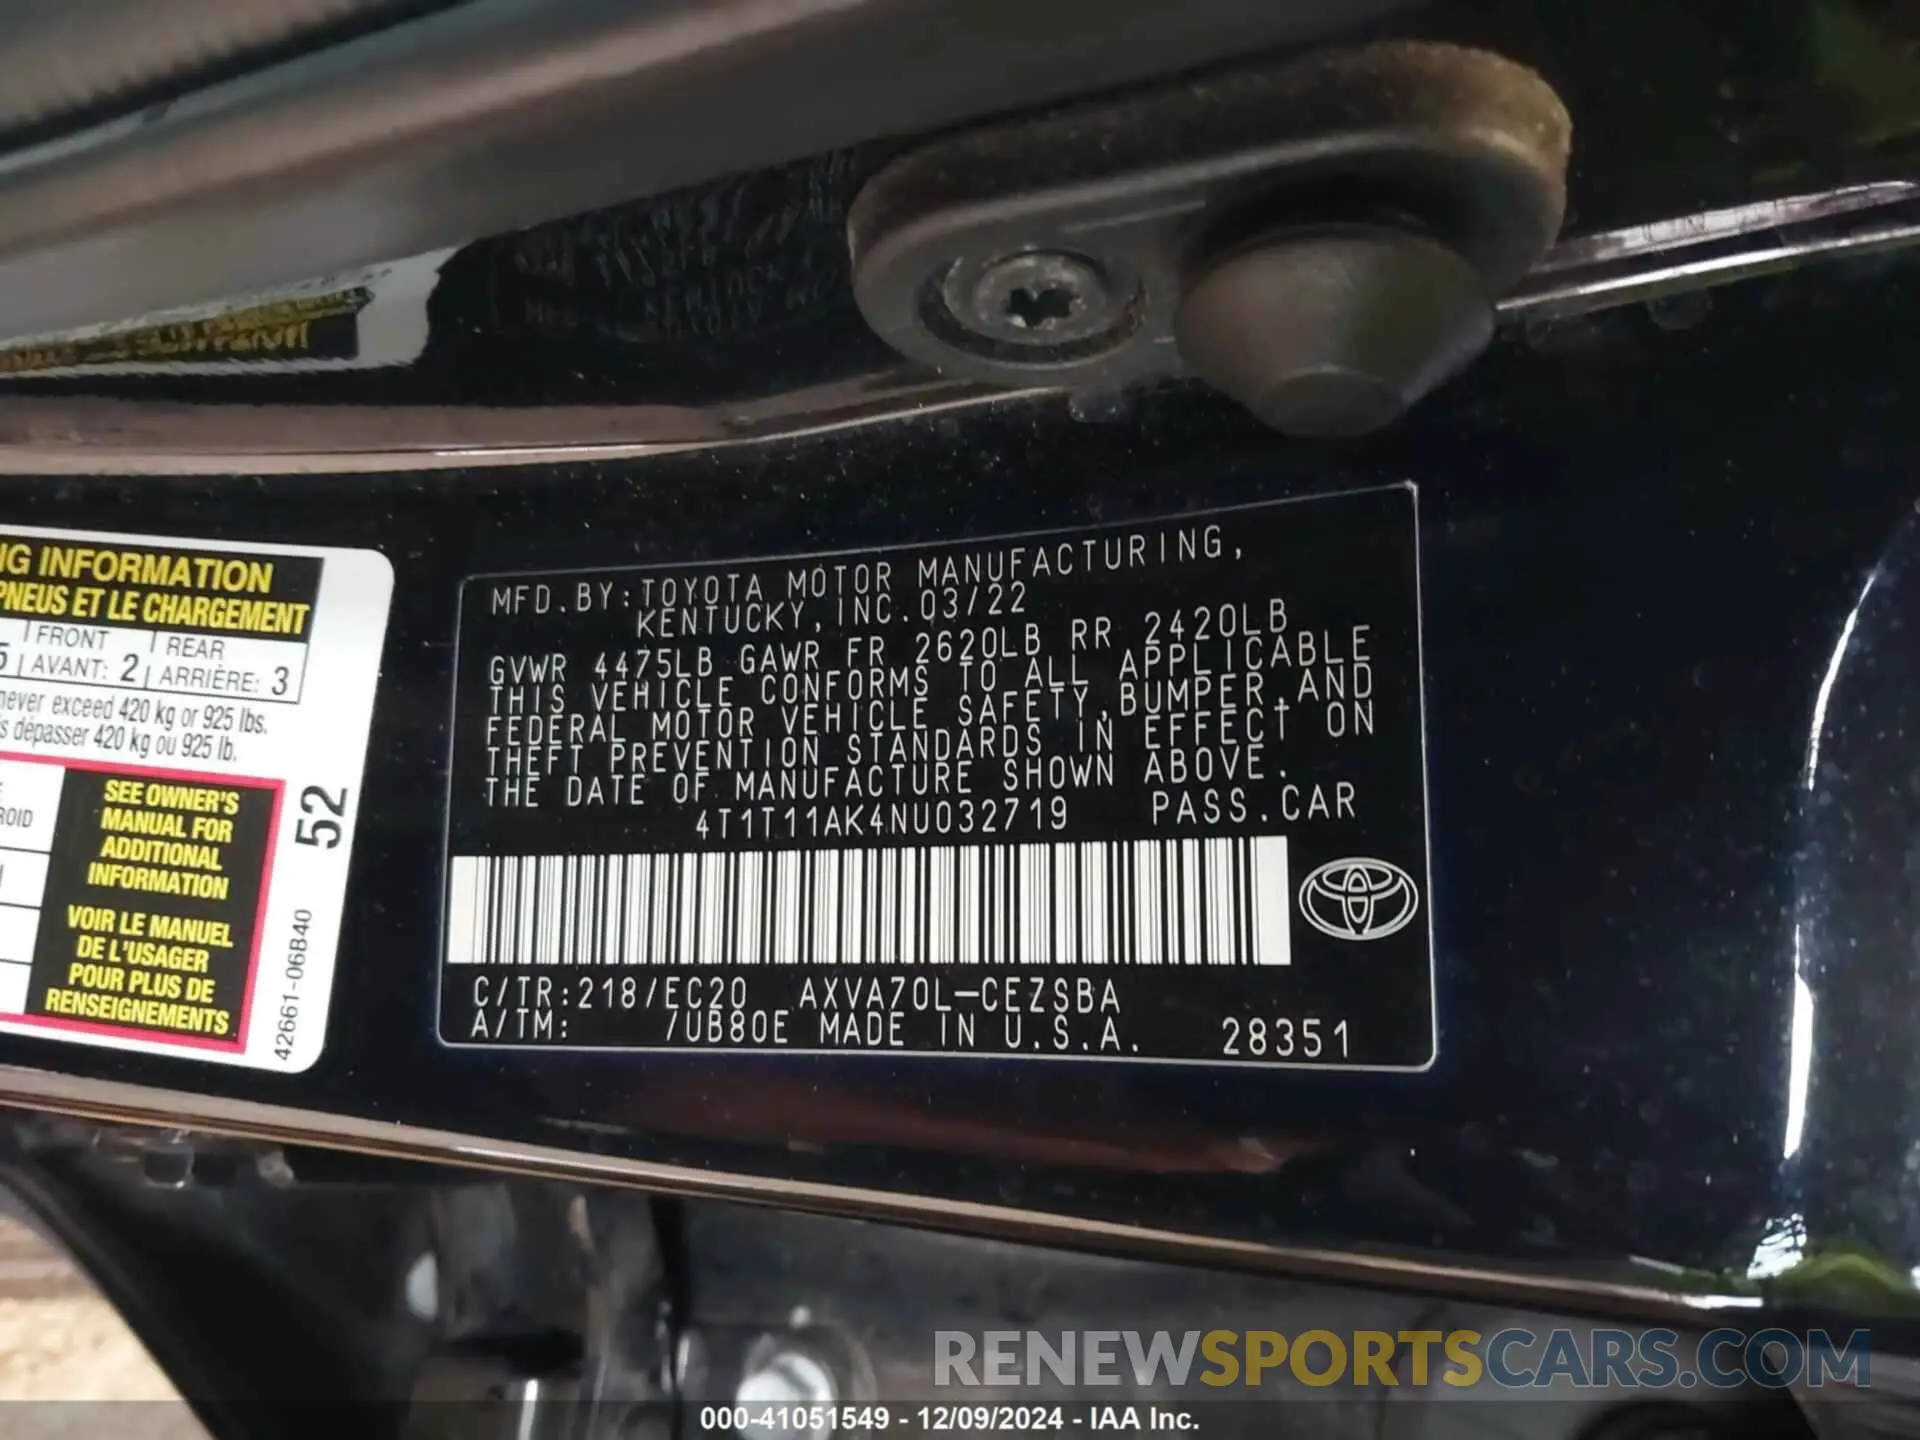 NG INFORMATION
PNEUS ET LE CHARGEMENT
5 FRONT REAR
AVANT: 2 ARRIÈRE: 3
never exceed 420 kg or 925 lbs.
is dépasser 420 kg ou 925 lb.
ROID
SEE OWNER'S
MANUAL FOR
ADDITIONAL
INFORMATION
VOIR LE MANUEL
DE L'USAGER
POUR PLUS DE
RENSEIGNEMENTS
52
42661-06B40
MFD.BY:TOYOTA MOTOR MANUFACTURING,
KENTUCKY,INC.03/22
GVWR 4475LB GAWR FR 2620LB RR 2420LB
THIS VEHICLE CONFORMS TO ALL APPLICABLE
FEDERAL MOTOR VEHICLE SAFETY,BUMPER,AND
THEFT PREVENTION STANDARDS IN EFFECT ON
THE DATE OF MANUFACTURE SHOWN ABOVE.
4T1T11AK4NU032719 PASS.CAR
C/TR:218/EC20 AXVA70L-CEZSBA
A/TM: /UB80E MADE IN U.S.A. 28351
RENEWSPORTSCARS.COM
000-41051549 - 12/09/2024 - IAA Inc.